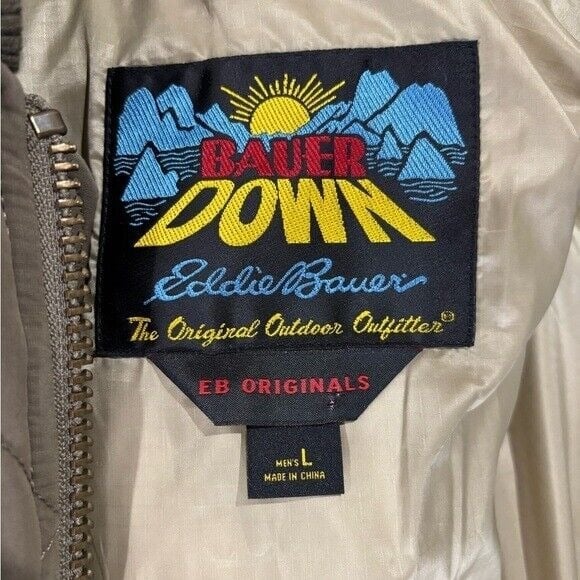 BAUER
DOWN
Eddie Bauer
The Original Outdoor Outfitter®
EB ORIGINALS
MEN'S L
MADE IN CHINA